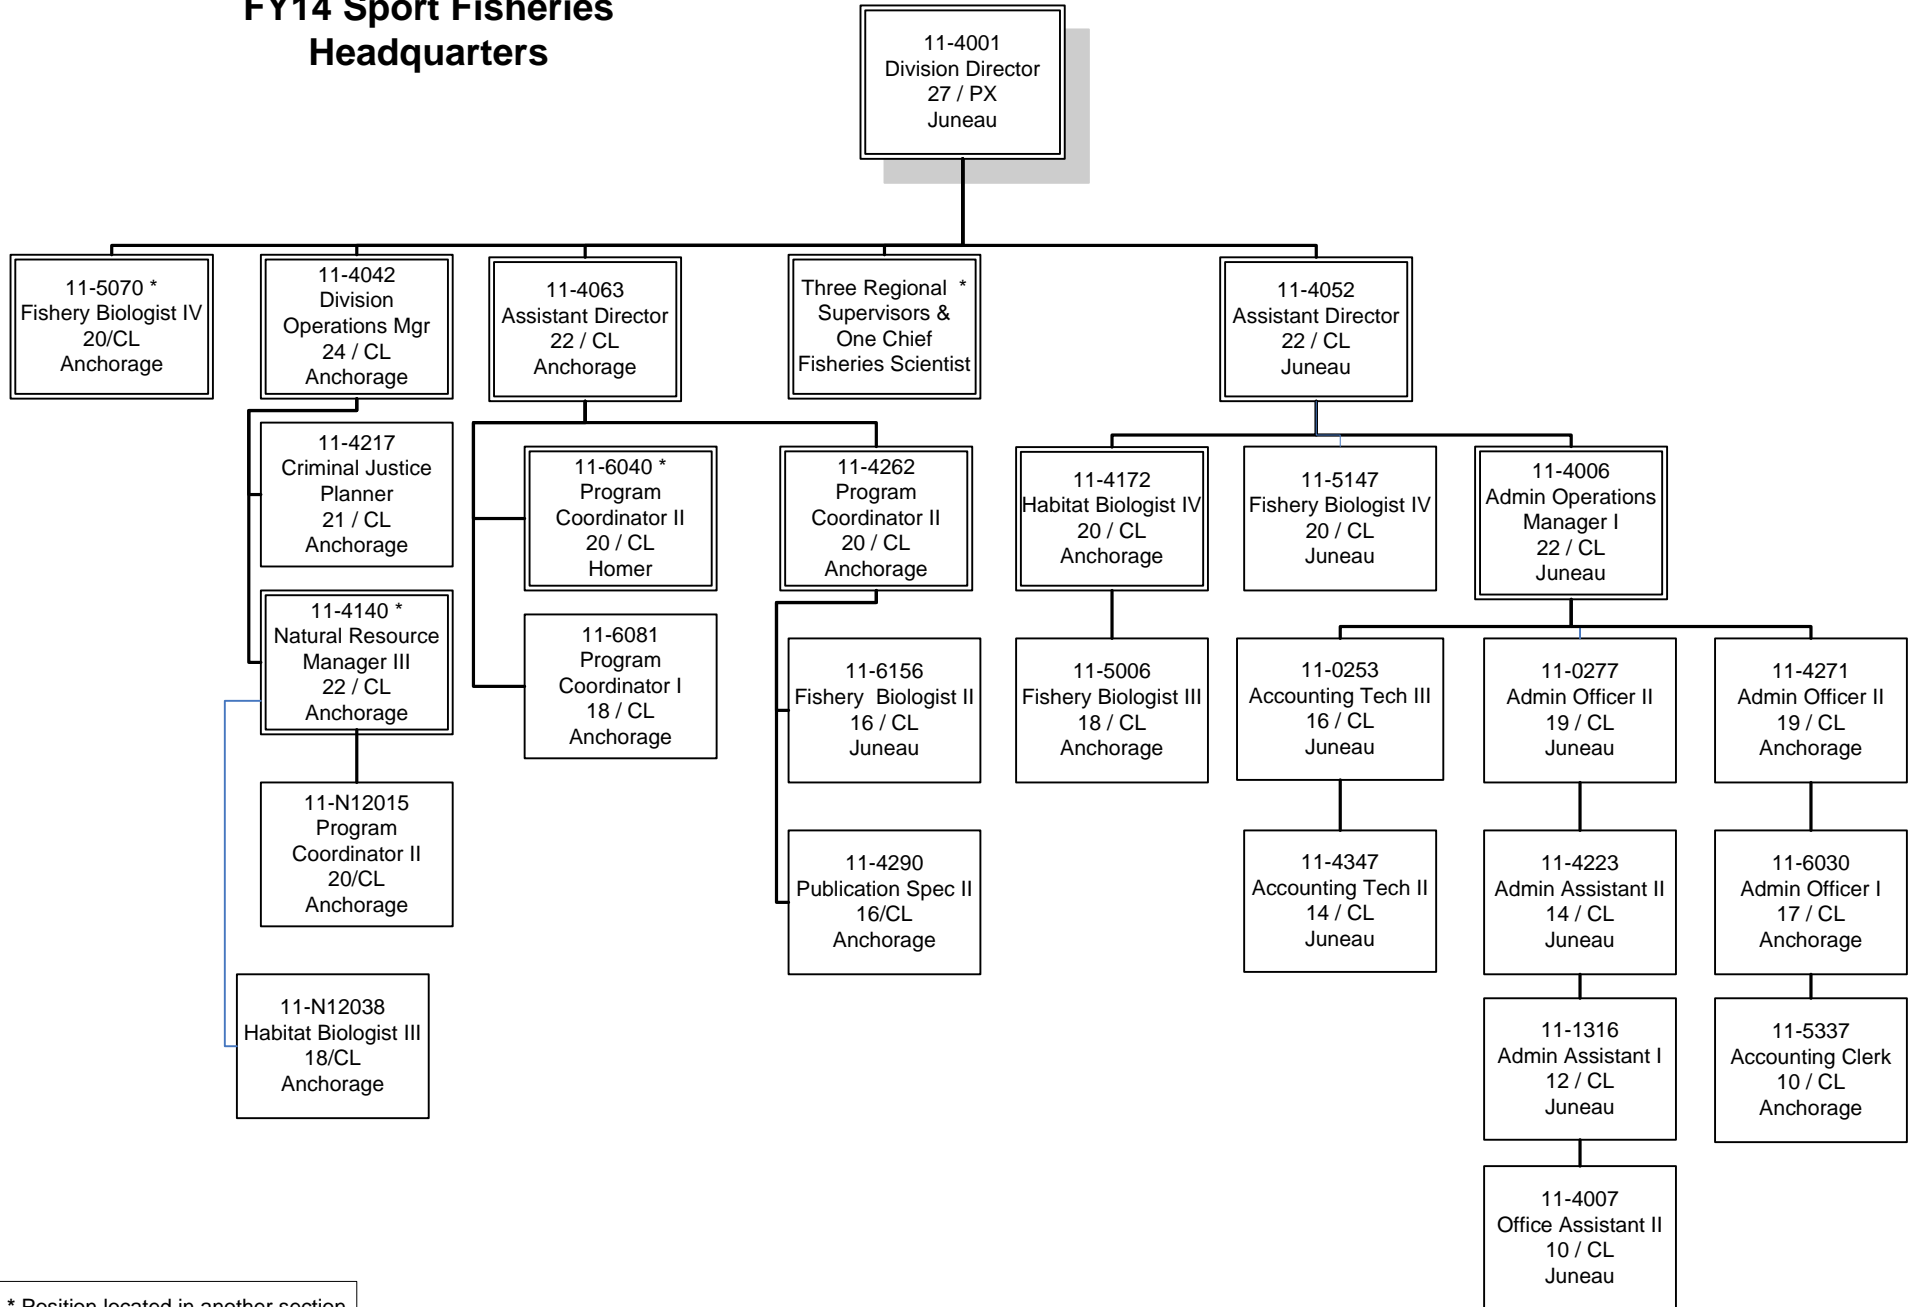 FY14 Sport Fisheries
Headquarters
11-4001
Division Director
27 / PX
Juneau
11-5070 *
Fishery Biologist IV
20/CL
Anchorage
11-4042
Division
Operations Mgr
24 / CL
Anchorage
11-4063
Assistant Director
22 / CL
Anchorage
Three Regional *
Supervisors &
One Chief
Fisheries Scientist
11-4052
Assistant Director
22 / CL
Juneau
11-4217
Criminal Justice
Planner
21 / CL
Anchorage
11-6040 *
Program
Coordinator II
20 / CL
Homer
11-4262
Program
Coordinator II
20 / CL
Anchorage
11-4172
Habitat Biologist IV
20 / CL
Anchorage
11-5147
Fishery Biologist IV
20 / CL
Juneau
11-4006
Admin Operations
Manager I
22 / CL
Juneau
11-4140 *
Natural Resource
Manager III
22 / CL
Anchorage
11-6081
Program
Coordinator I
18 / CL
Anchorage
11-6156
Fishery Biologist II
16 / CL
Juneau
11-5006
Fishery Biologist III
18 / CL
Anchorage
11-0253
Accounting Tech III
16 / CL
Juneau
11-0277
Admin Officer II
19 / CL
Juneau
11-4271
Admin Officer II
19 / CL
Anchorage
11-N12015
Program
Coordinator II
20/CL
Anchorage
11-4290
Publication Spec II
16/CL
Anchorage
11-4347
Accounting Tech II
14 / CL
Juneau
11-4223
Admin Assistant II
14 / CL
Juneau
11-6030
Admin Officer I
17 / CL
Anchorage
11-N12038
Habitat Biologist III
18/CL
Anchorage
11-1316
Admin Assistant I
12 / CL
Juneau
11-5337
Accounting Clerk
10 / CL
Anchorage
11-4007
Office Assistant II
10 / CL
Juneau
* Position located in another section